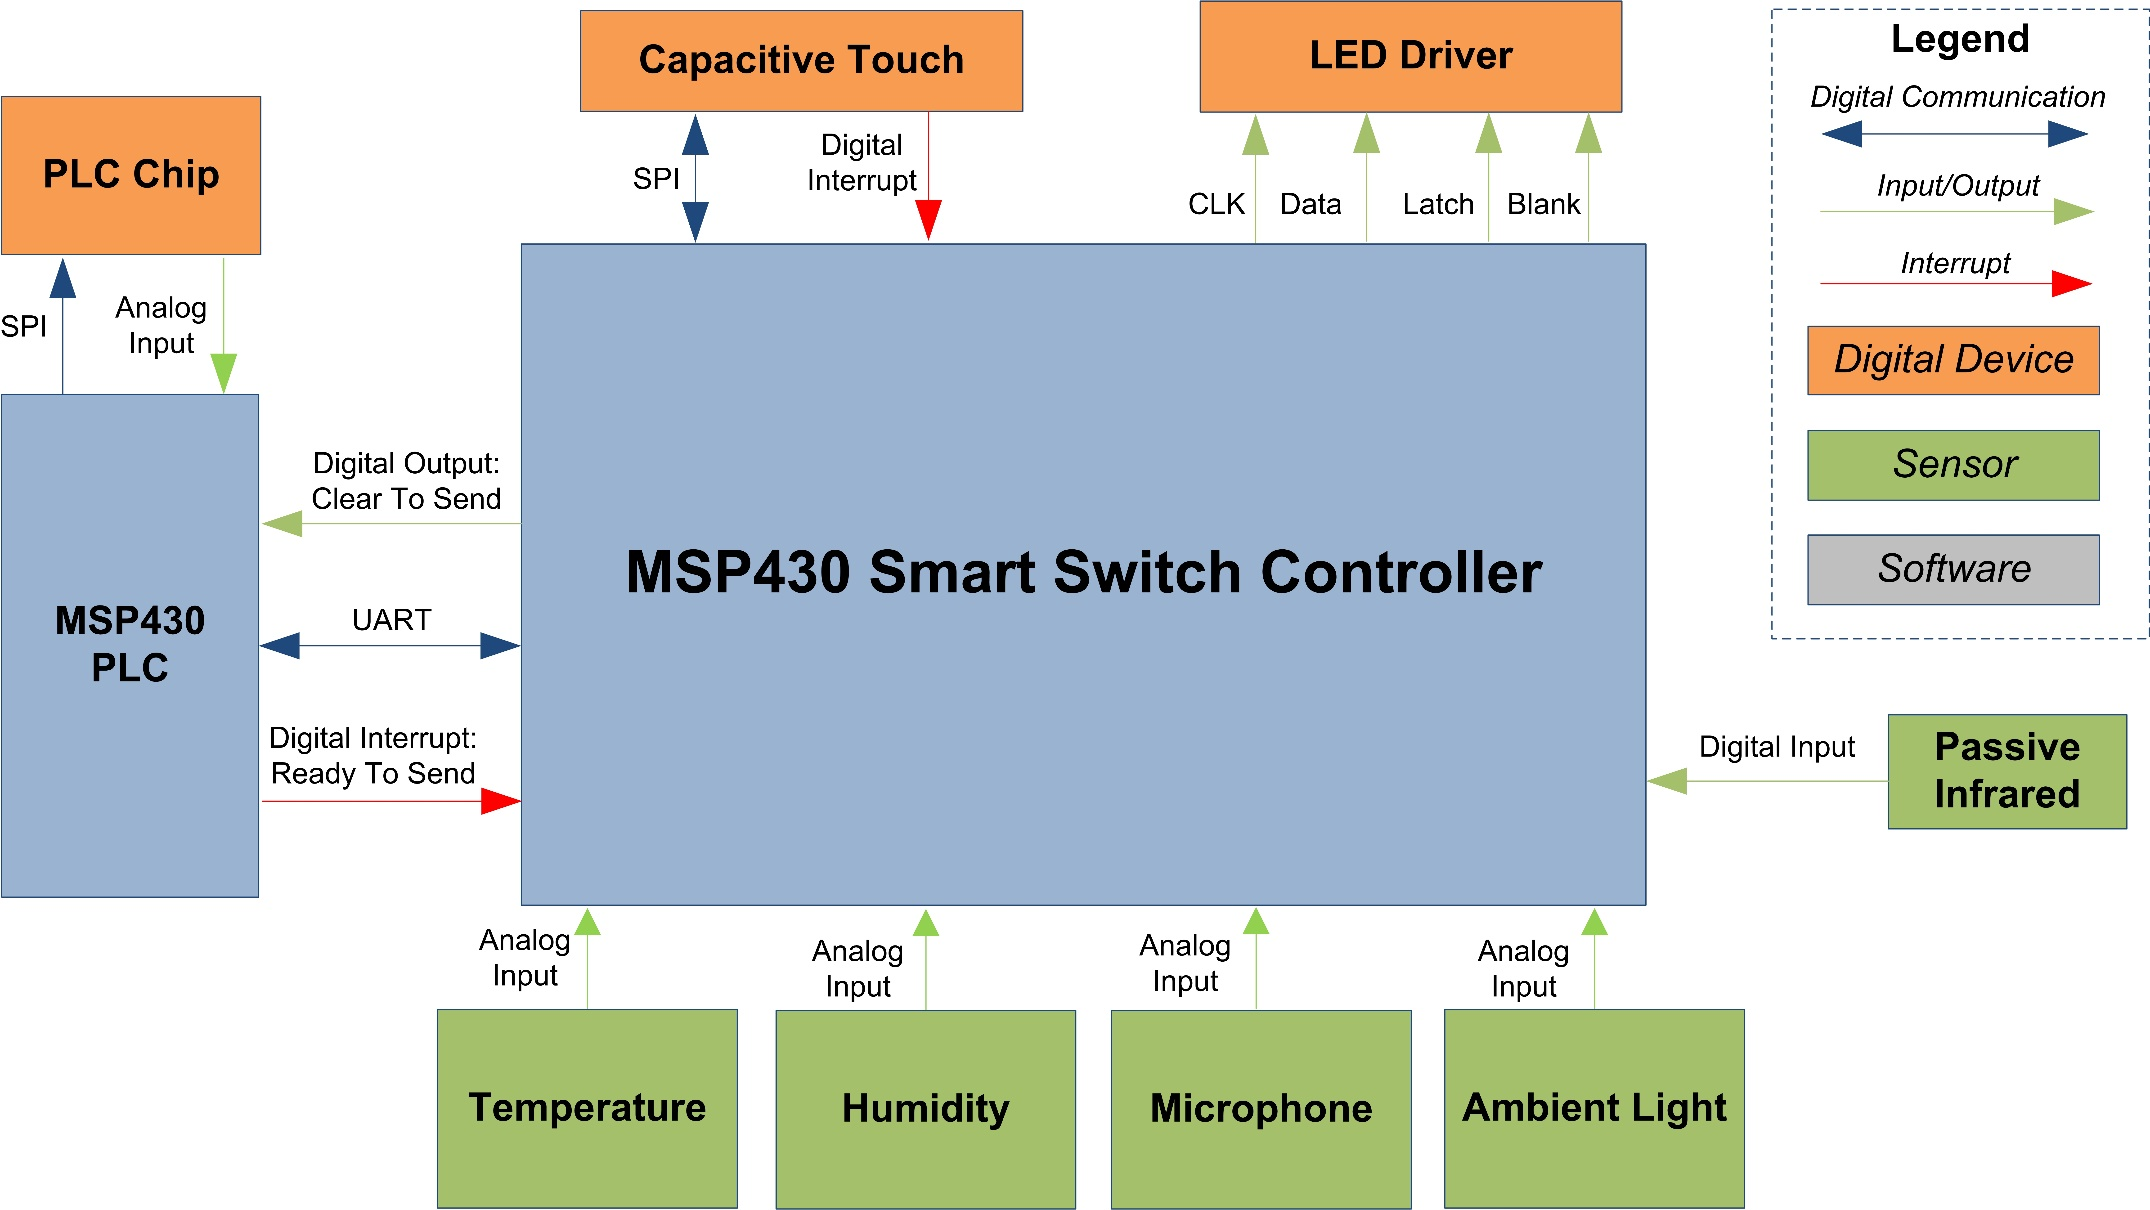 Capacitive Touch
LED Driver
Legend
Digital Communication
Input/Output
Interrupt
Digital Device
Sensor
Software
PLC Chip
SPI
Digital
Interrupt
CLK
Data
Latch
Blank
SPI
Analog
Input
Digital Output:
Clear To Send
MSP430
PLC
UART
Digital Interrupt:
Ready To Send
MSP430 Smart Switch Controller
Digital Input
Passive
Infrared
Analog
Input
Analog
Input
Analog
Input
Analog
Input
Temperature
Humidity
Microphone
Ambient Light